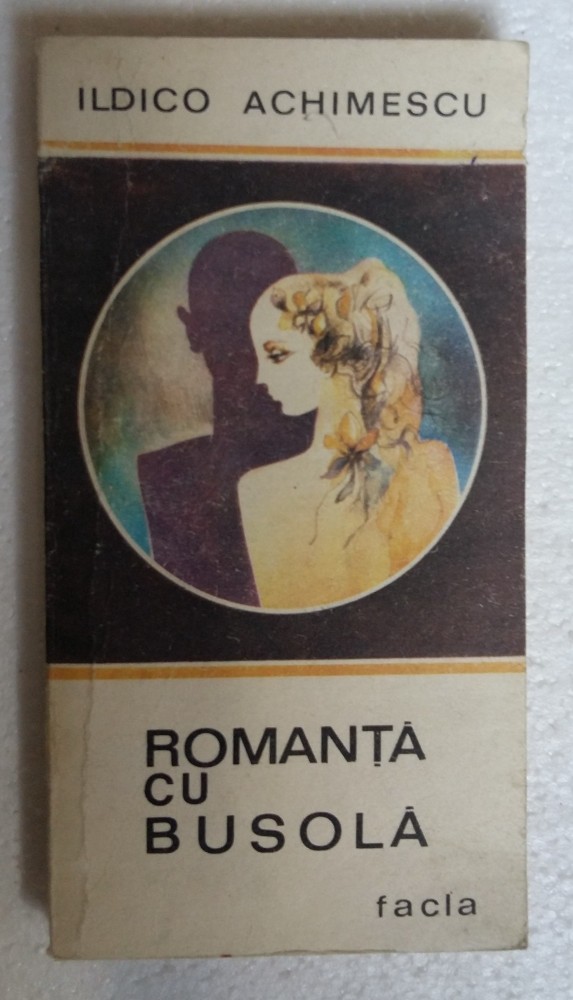 ILDICO ACHIMESCU
ROMANȚĂ
CU
BUSOLĂ
facla